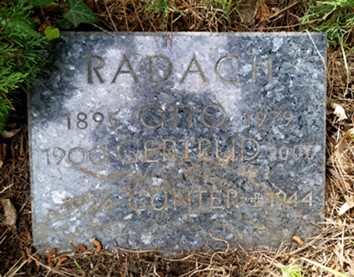 RADACH
1895 OTTO 1979
1900 GERTRUD
GÜNTER 1944